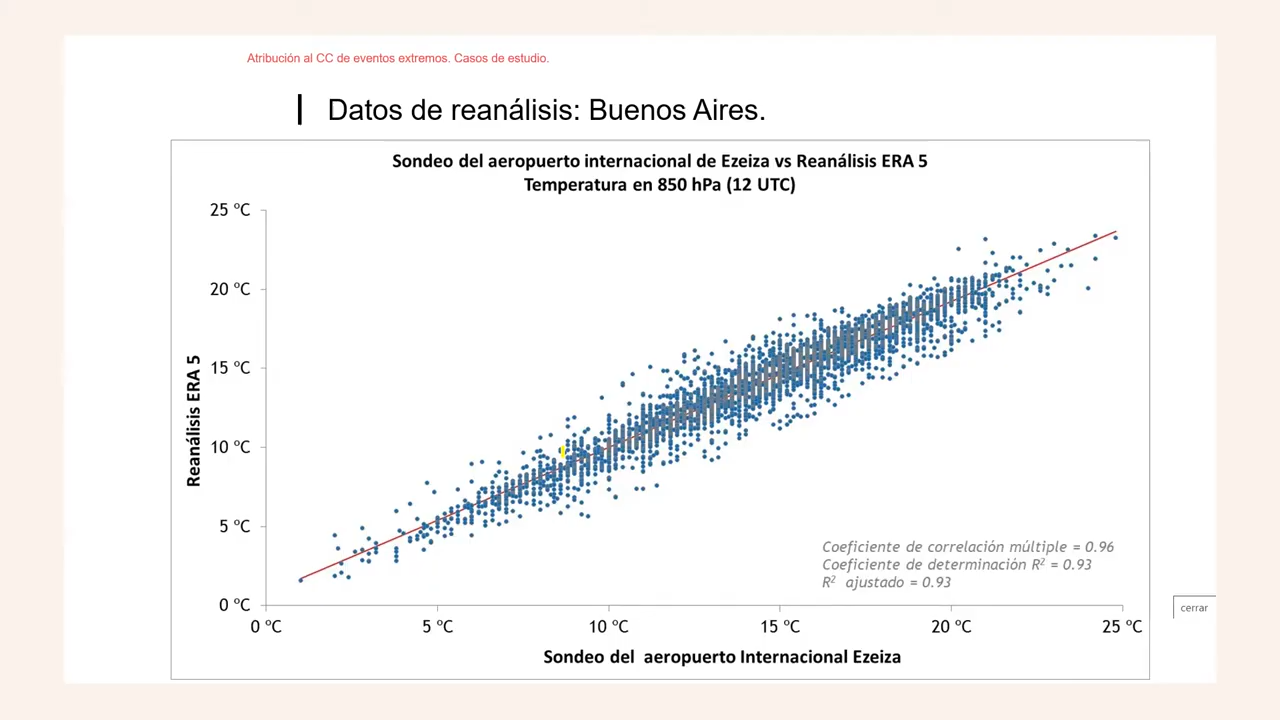 Atribución al CC de eventos extremos. Casos de estudio.
Datos de reanálisis: Buenos Aires.
Sondeo del aeropuerto internacional de Ezeiza vs Reanálisis ERA 5
Temperatura en 850 hPa (12 UTC)
25 ºC
20 ºC
15 ºC
10 ºC
5 ºC
0 ºC
Reanálisis ERA 5
Coeficiente de correlación múltiple = 0.96
Coeficiente de determinación R² = 0.93
R² ajustado = 0.93
cerrar
0 ºC
5 ºC
10 ºC
15 ºC
20 ºC
25 ºC
Sondeo del aeropuerto Internacional Ezeiza